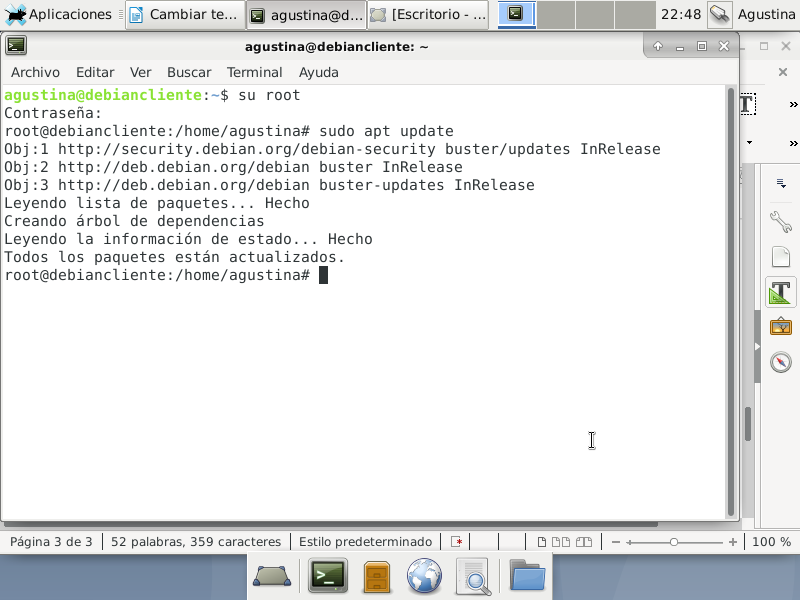 Aplicaciones
Cambiar te...
agustina@d...
[Escritorio - ...
22:48
Agustina
agustina@debiancliente: ~
Archivo Editar Ver Buscar Terminal Ayuda
agustina@debiancliente:~$ su root
Contraseña:
root@debiancliente:/home/agustina# sudo apt update
Obj:1 http://security.debian.org/debian-security buster/updates InRelease
Obj:2 http://deb.debian.org/debian buster InRelease
Obj:3 http://deb.debian.org/debian buster-updates InRelease
Leyendo lista de paquetes... Hecho
Creando árbol de dependencias
Leyendo la información de estado... Hecho
Todos los paquetes están actualizados.
root@debiancliente:/home/agustina#
Página 3 de 3
52 palabras, 359 caracteres
Estilo predeterminado
100 %